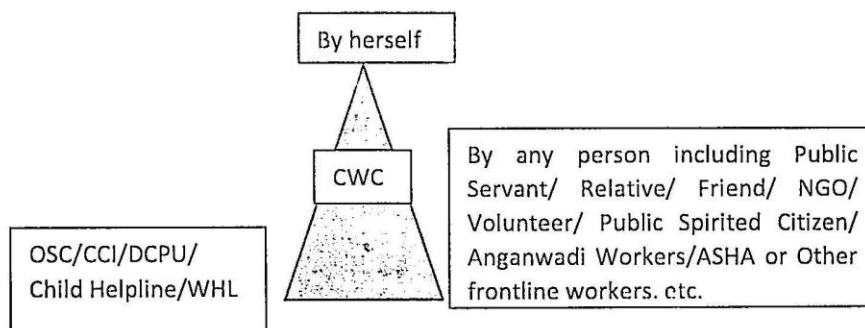 By herself
CWC
By any person including Public
Servant/ Relative/ Friend/ NGO/
Volunteer/ Public Spirited Citizen/
Anganwadi Workers/ASHA or Other
frontline workers. etc.
OSC/CCI/DCPU/
Child Helpline/WHL